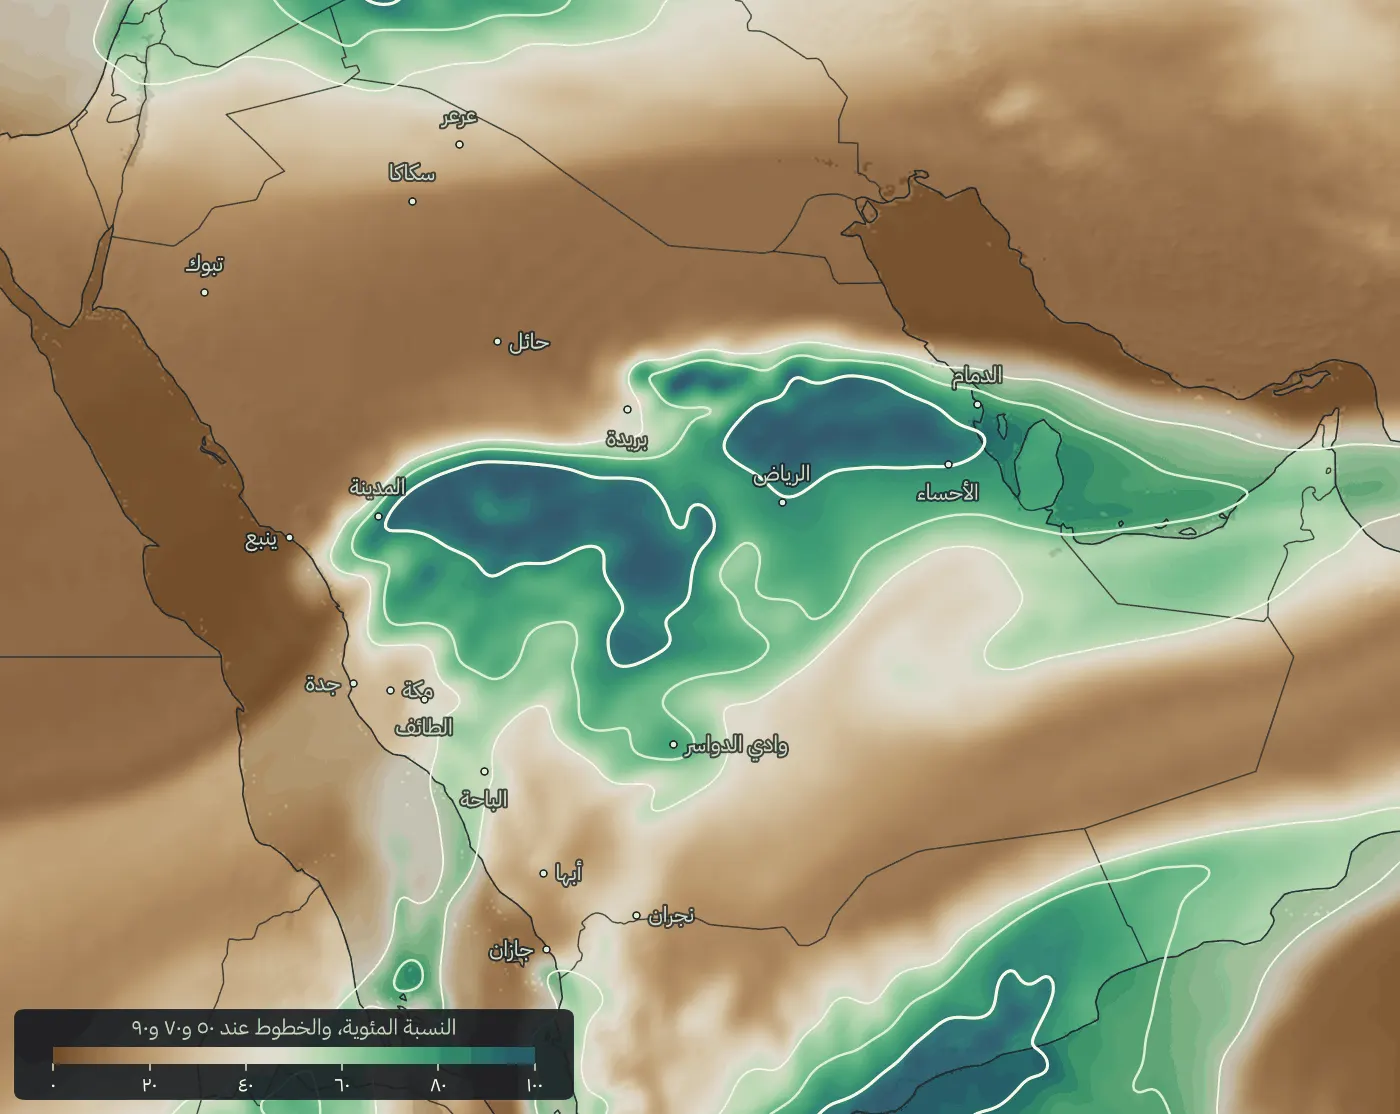 عرعر
سكاكا
تبوك
حائل
الدمام
بريدة
الرياض
الأحساء
المدينة
ينبع
جدة
مكة
الطائف
وادي الدواسر
الباحة
أبها
نجران
جازان
النسبة المئوية، والخطوط عند ٥٠ و٧٠ و٩٠
٠ ٢٠ ٤٠ ٦٠ ٨٠ ١٠٠